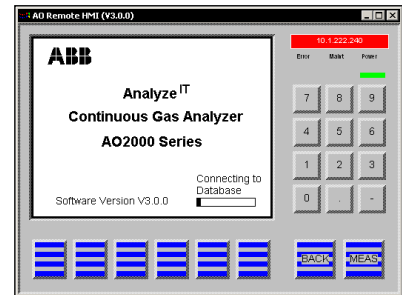 AO Remote HMI (V3.0.0)
ABB
Analyze IT
Continuous Gas Analyzer
AO2000 Series
Connecting to
Database
Software Version V3.0.0
10.1.222.240
Error Maint Power
7 8 9
4 5 6
1 2 3
0 . -
BACK MEAS